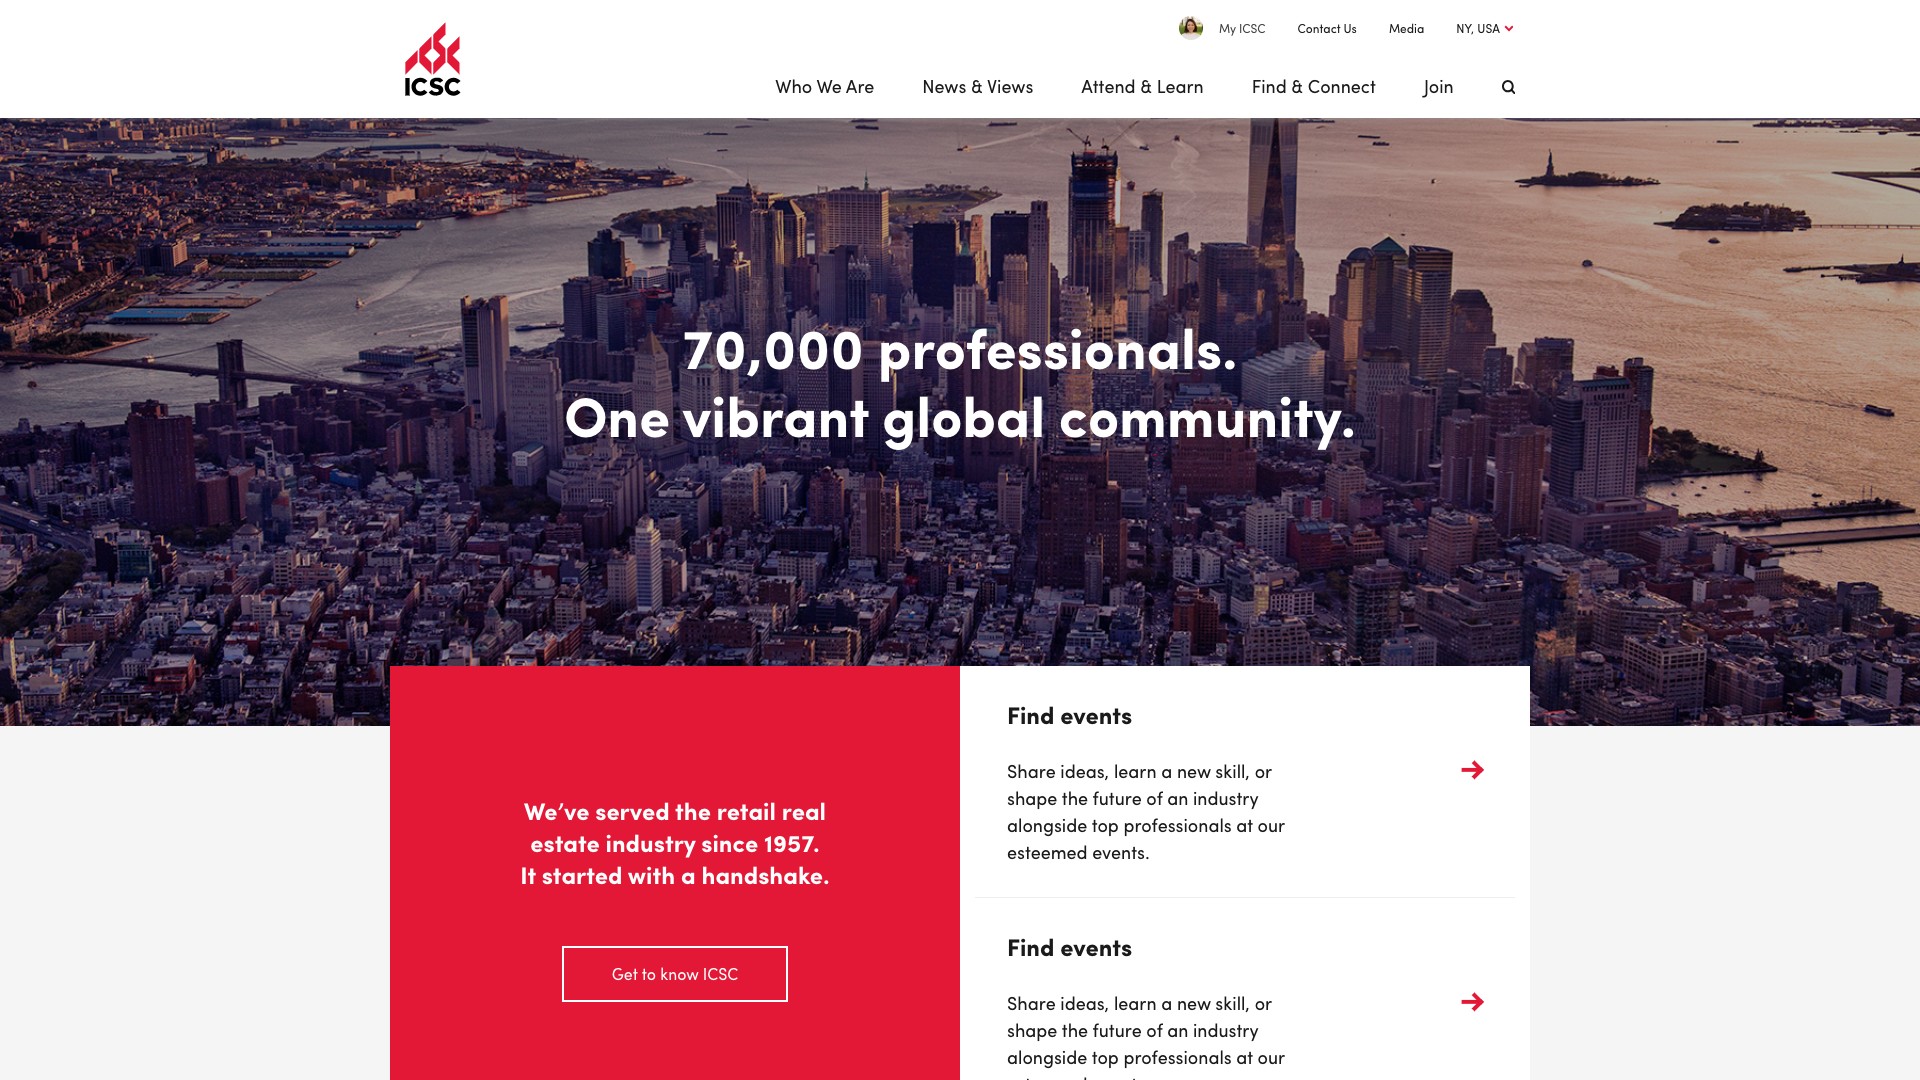 My ICSC
Contact Us
Media
NY, USA
ICSC
Who We Are
News & Views
Attend & Learn
Find & Connect
Join
70,000 professionals.
One vibrant global community.
We’ve served the retail real
estate industry since 1957.
It started with a handshake.
Get to know ICSC
Find events
Share ideas, learn a new skill, or
shape the future of an industry
alongside top professionals at our
esteemed events.
Find events
Share ideas, learn a new skill, or
shape the future of an industry
alongside top professionals at our